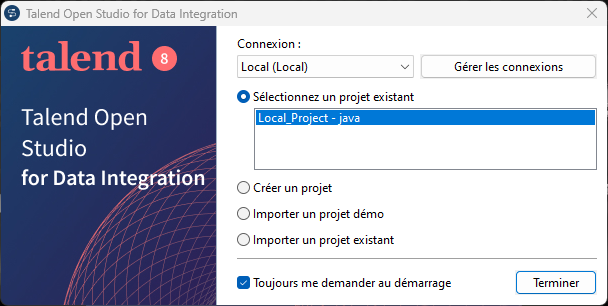 Talend Open Studio for Data Integration
talend 8
Talend Open
Studio
for Data Integration
Connexion :
Local (Local)
Gérer les connexions
Sélectionnez un projet existant
Local_Project - java
Créer un projet
Importer un projet démo
Importer un projet existant
Toujours me demander au démarrage
Terminer